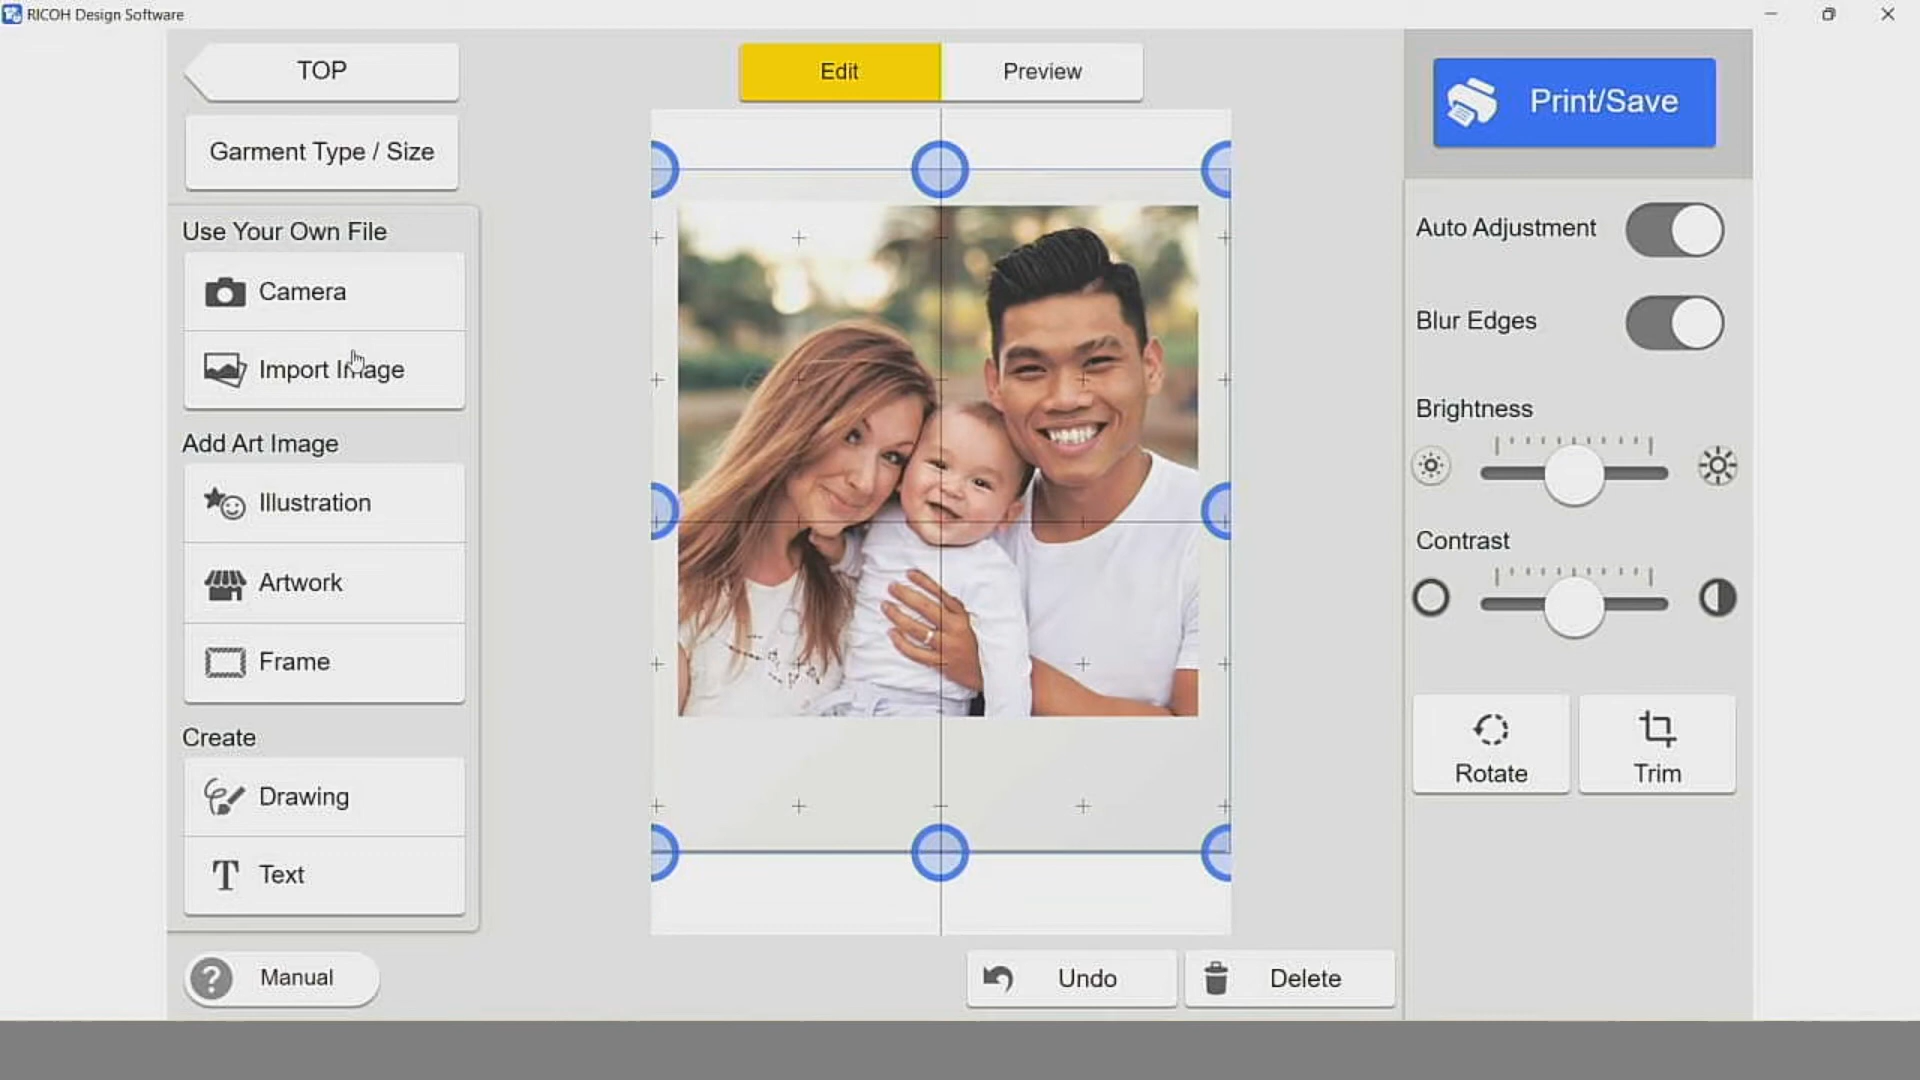 RICOH Design Software
TOP
Edit
Preview
Print/Save
Garment Type / Size
Use Your Own File
Camera
Import Image
Add Art Image
Illustration
Artwork
Frame
Create
Drawing
Text
Manual
Auto Adjustment
Blur Edges
Brightness
Contrast
Rotate
Trim
Undo
Delete